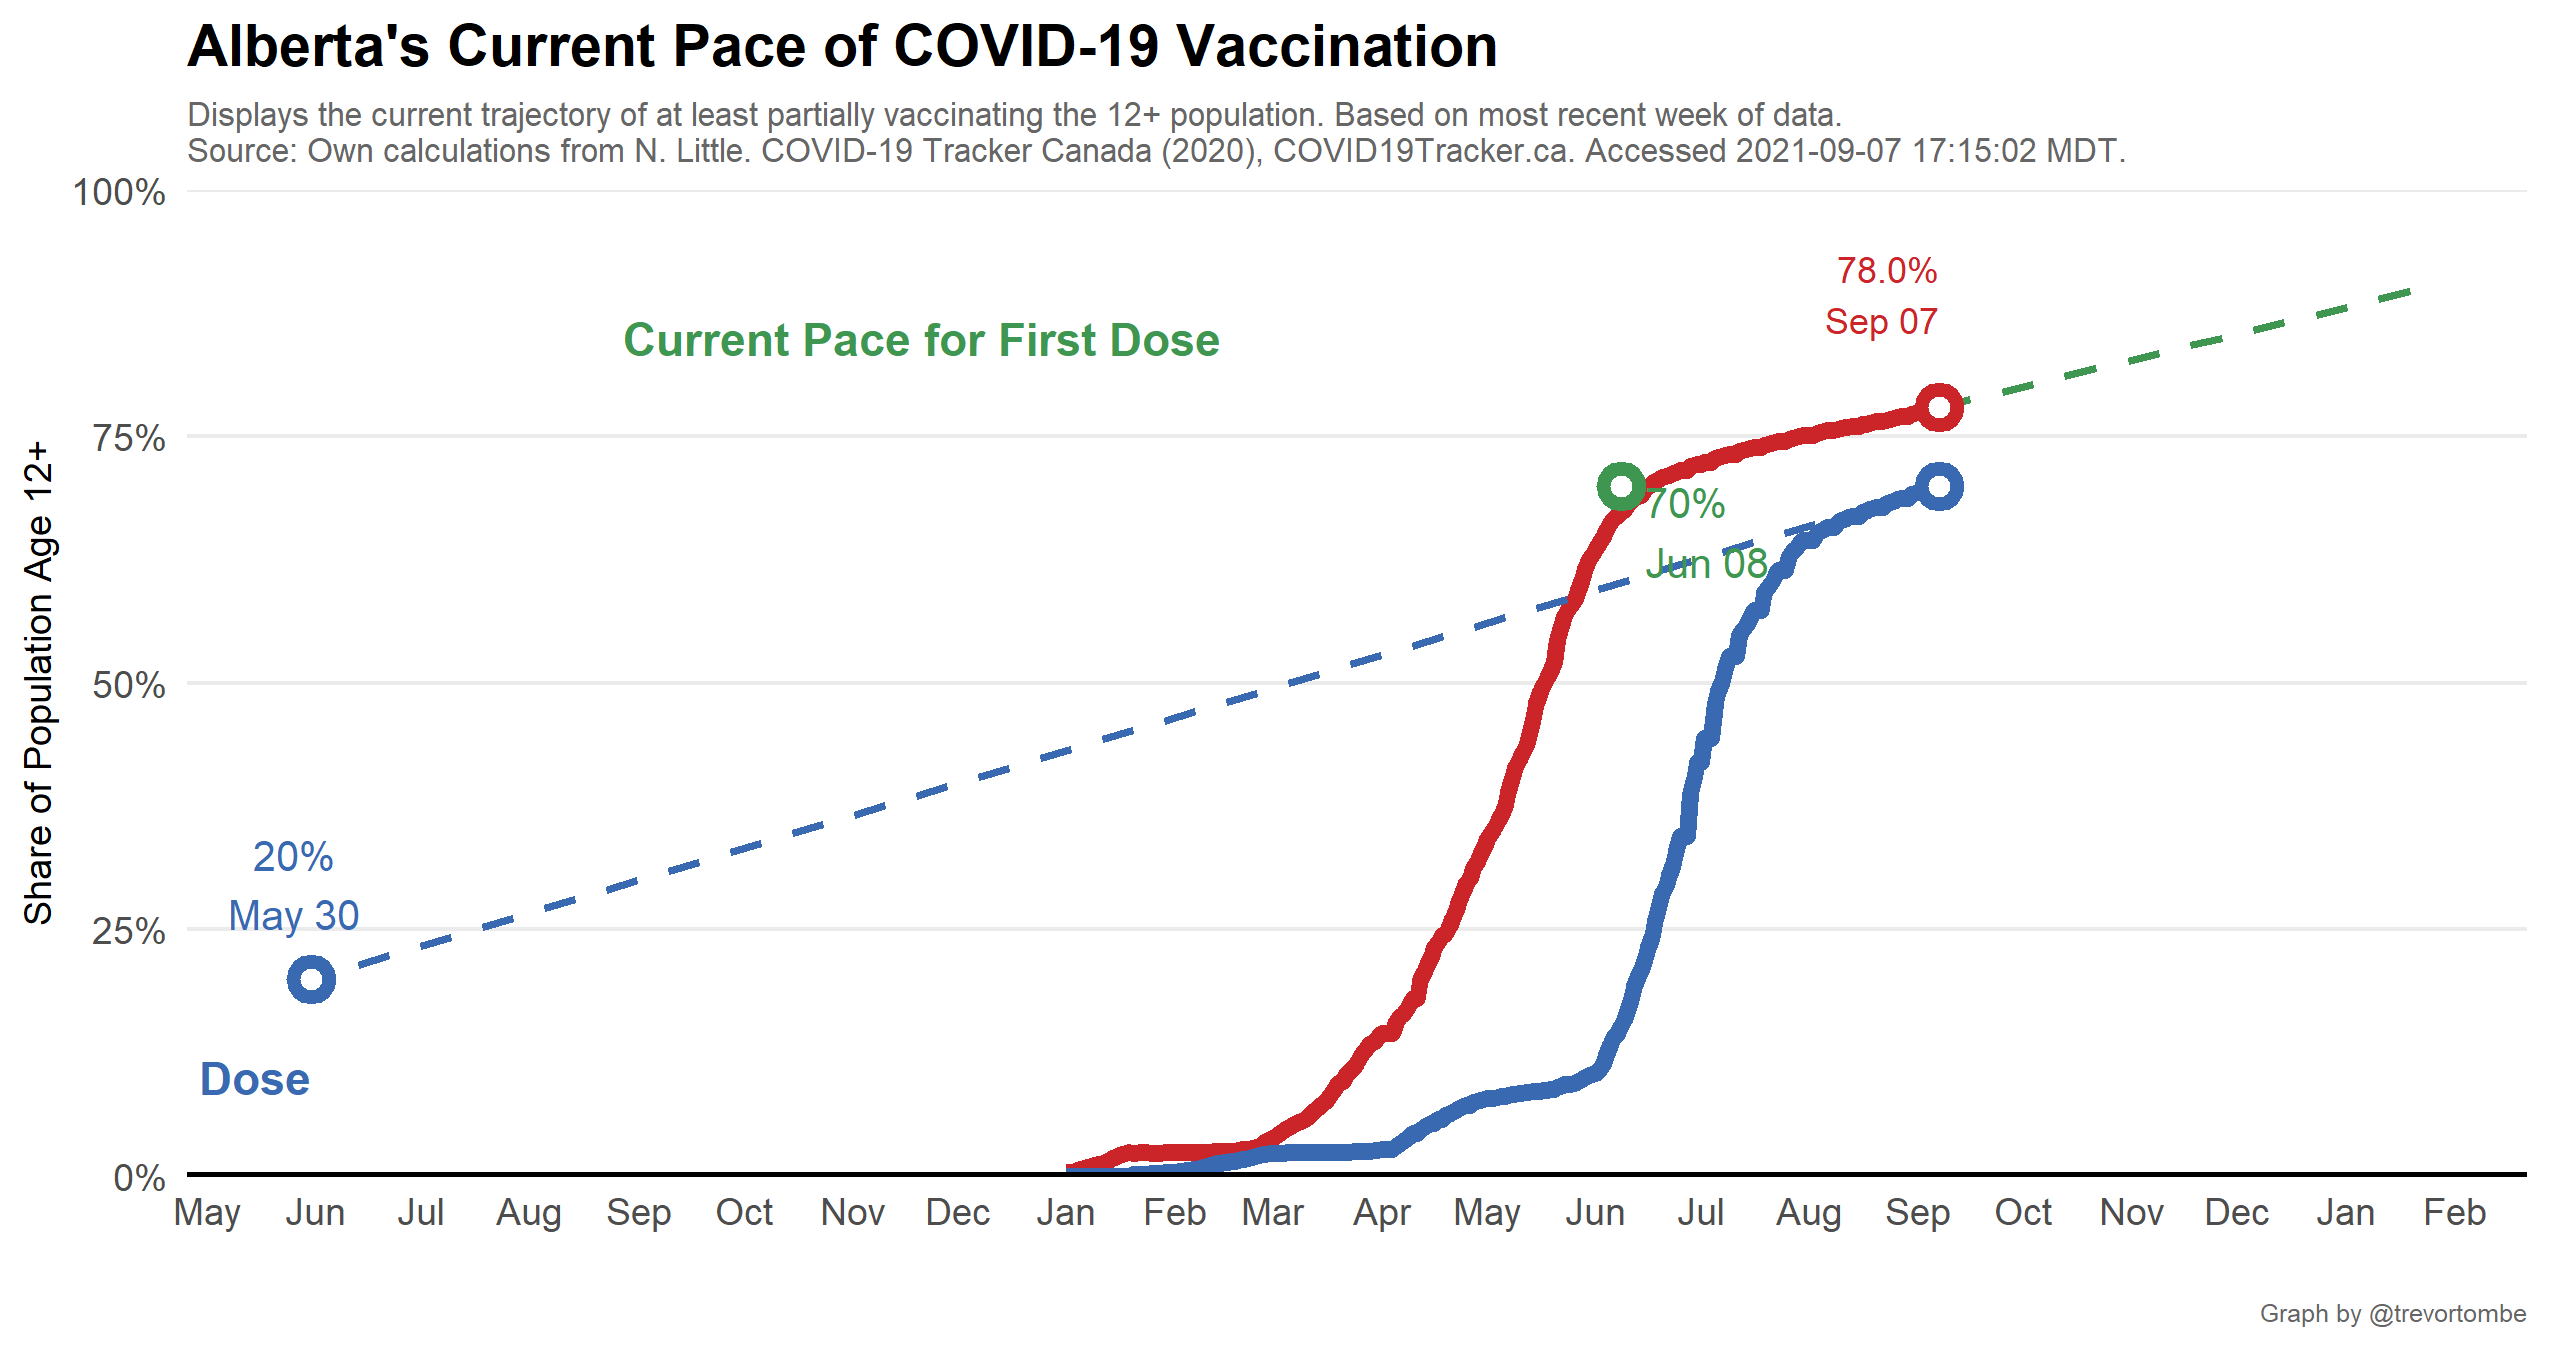 Alberta's Current Pace of COVID-19 Vaccination
Displays the current trajectory of at least partially vaccinating the 12+ population. Based on most recent week of data.
Source: Own calculations from N. Little. COVID-19 Tracker Canada (2020), COVID19Tracker.ca. Accessed 2021-09-07 17:15:02 MDT.
100%
78.0%
Sep 07
Current Pace for First Dose
75%
70%
Jun 08
50%
Share of Population Age 12+
20%
May 30
25%
Dose
0%
May Jun Jul Aug Sep Oct Nov Dec Jan Feb Mar Apr May Jun Jul Aug Sep Oct Nov Dec Jan Feb
Graph by @trevortombe